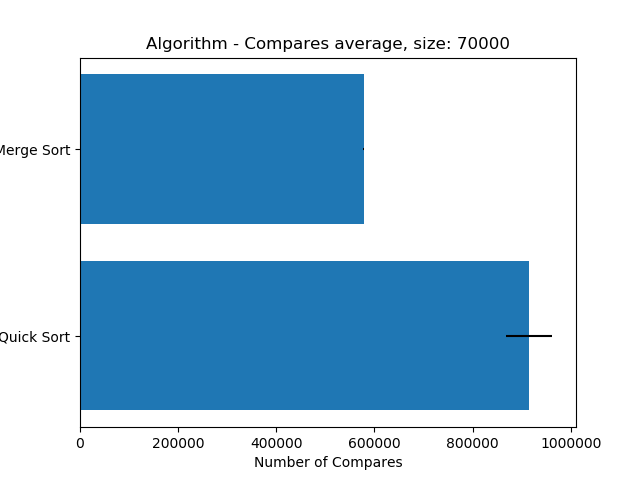 Algorithm - Compares average, size: 70000
Merge Sort
Quick Sort
0 200000 400000 600000 800000 1000000
Number of Compares